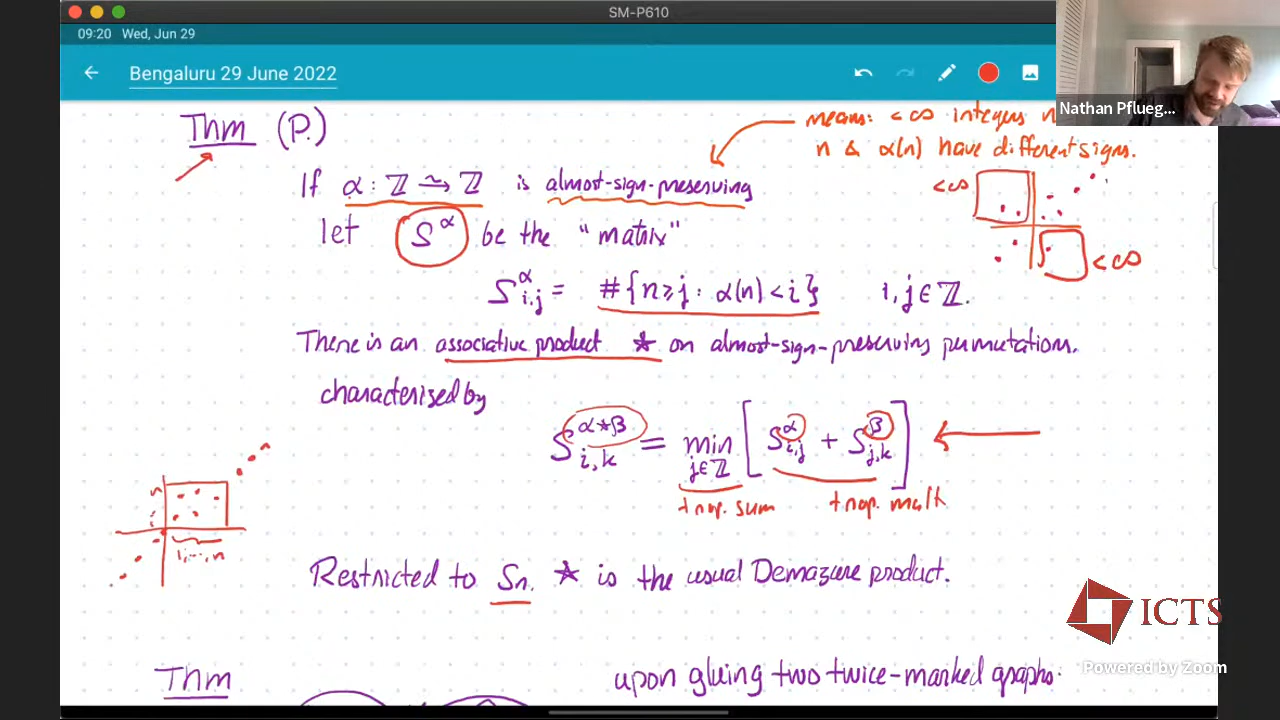 SM-P610
09:20 Wed, Jun 29
Bengaluru 29 June 2022
Nathan Pflueg...
Thm (P.)
means: <∞ integers n
n & α(n) have different signs.
If α: ℤ ⥲ ℤ is almost-sign-preserving
<∞
let S^α be the "matrix"
<∞
S^α_{i,j} = #{n≥j : α(n)<i} i,j∈ℤ.
There is an associative product ★ on almost-sign-preserving permutations.
characterised by
S^{α★β}_{i,k} = min_{j∈ℤ} [S^α_{i,j} + S^β_{j,k}]
trop. sum trop. mult
n
1,...,n
Restricted to Sn. ★ is the usual Demazure product.
ICTS
Powered by Zoom
Thm upon gluing two twice-marked graphs.